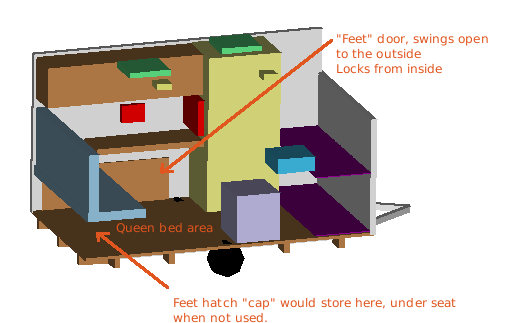 "Feet" door, swings open
to the outside
Locks from inside
Queen bed area
Feet hatch "cap" would store here, under seat
when not used.